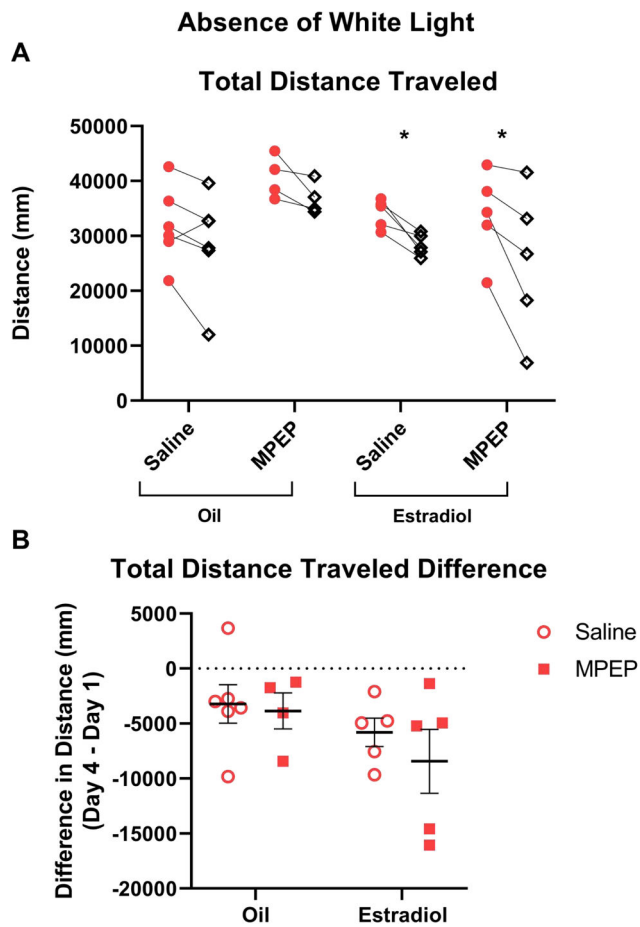 Absence of White Light
A
Total Distance Traveled
Distance (mm)
50000
40000
30000
20000
10000
0
*
*
Saline
MPEP
Saline
MPEP
Oil
Estradiol
B
Total Distance Traveled Difference
Difference in Distance (mm)
(Day 4 - Day 1)
5000
0
-5000
-10000
-15000
-20000
Oil
Estradiol
Saline
MPEP